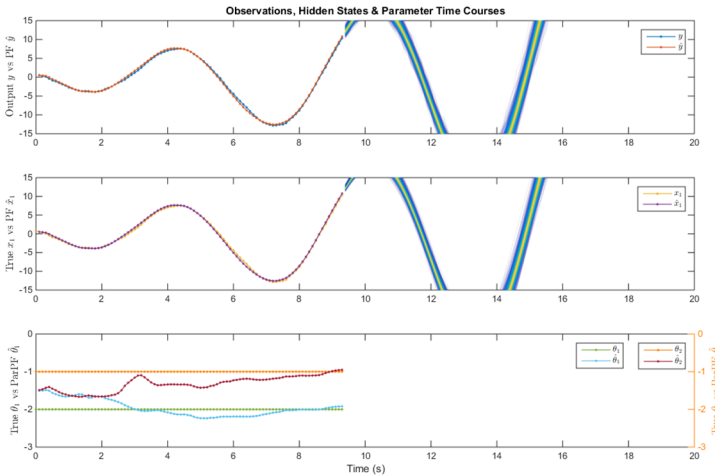 Observations, Hidden States & Parameter Time Courses
Output y vs PF ŷ
15
10
5
0
-5
-10
-15
0 2 4 6 8 10 12 14 16 18 20
y
ŷ
True x₁ vs PF x̂₁
15
10
5
0
-5
-10
-15
0 2 4 6 8 10 12 14 16 18 20
x₁
x̂₁
True θ₁ vs ParPF θ̂₁
0
-1
-2
-3
0 2 4 6 8 10 12 14 16 18 20
θ₁
θ̂₁
θ₂
θ̂₂
0
-1
-2
-3
Time (s)